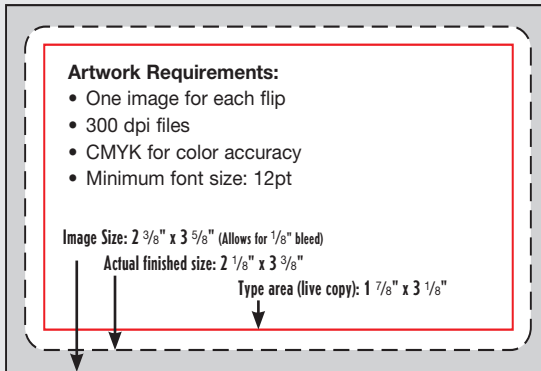 Artwork Requirements:
• One image for each flip
• 300 dpi files
• CMYK for color accuracy
• Minimum font size: 12pt
Image Size: 2 3/8" x 3 5/8" (Allows for 1/8" bleed)
Actual finished size: 2 1/8" x 3 3/8"
Type area (live copy): 1 7/8" x 3 1/8"